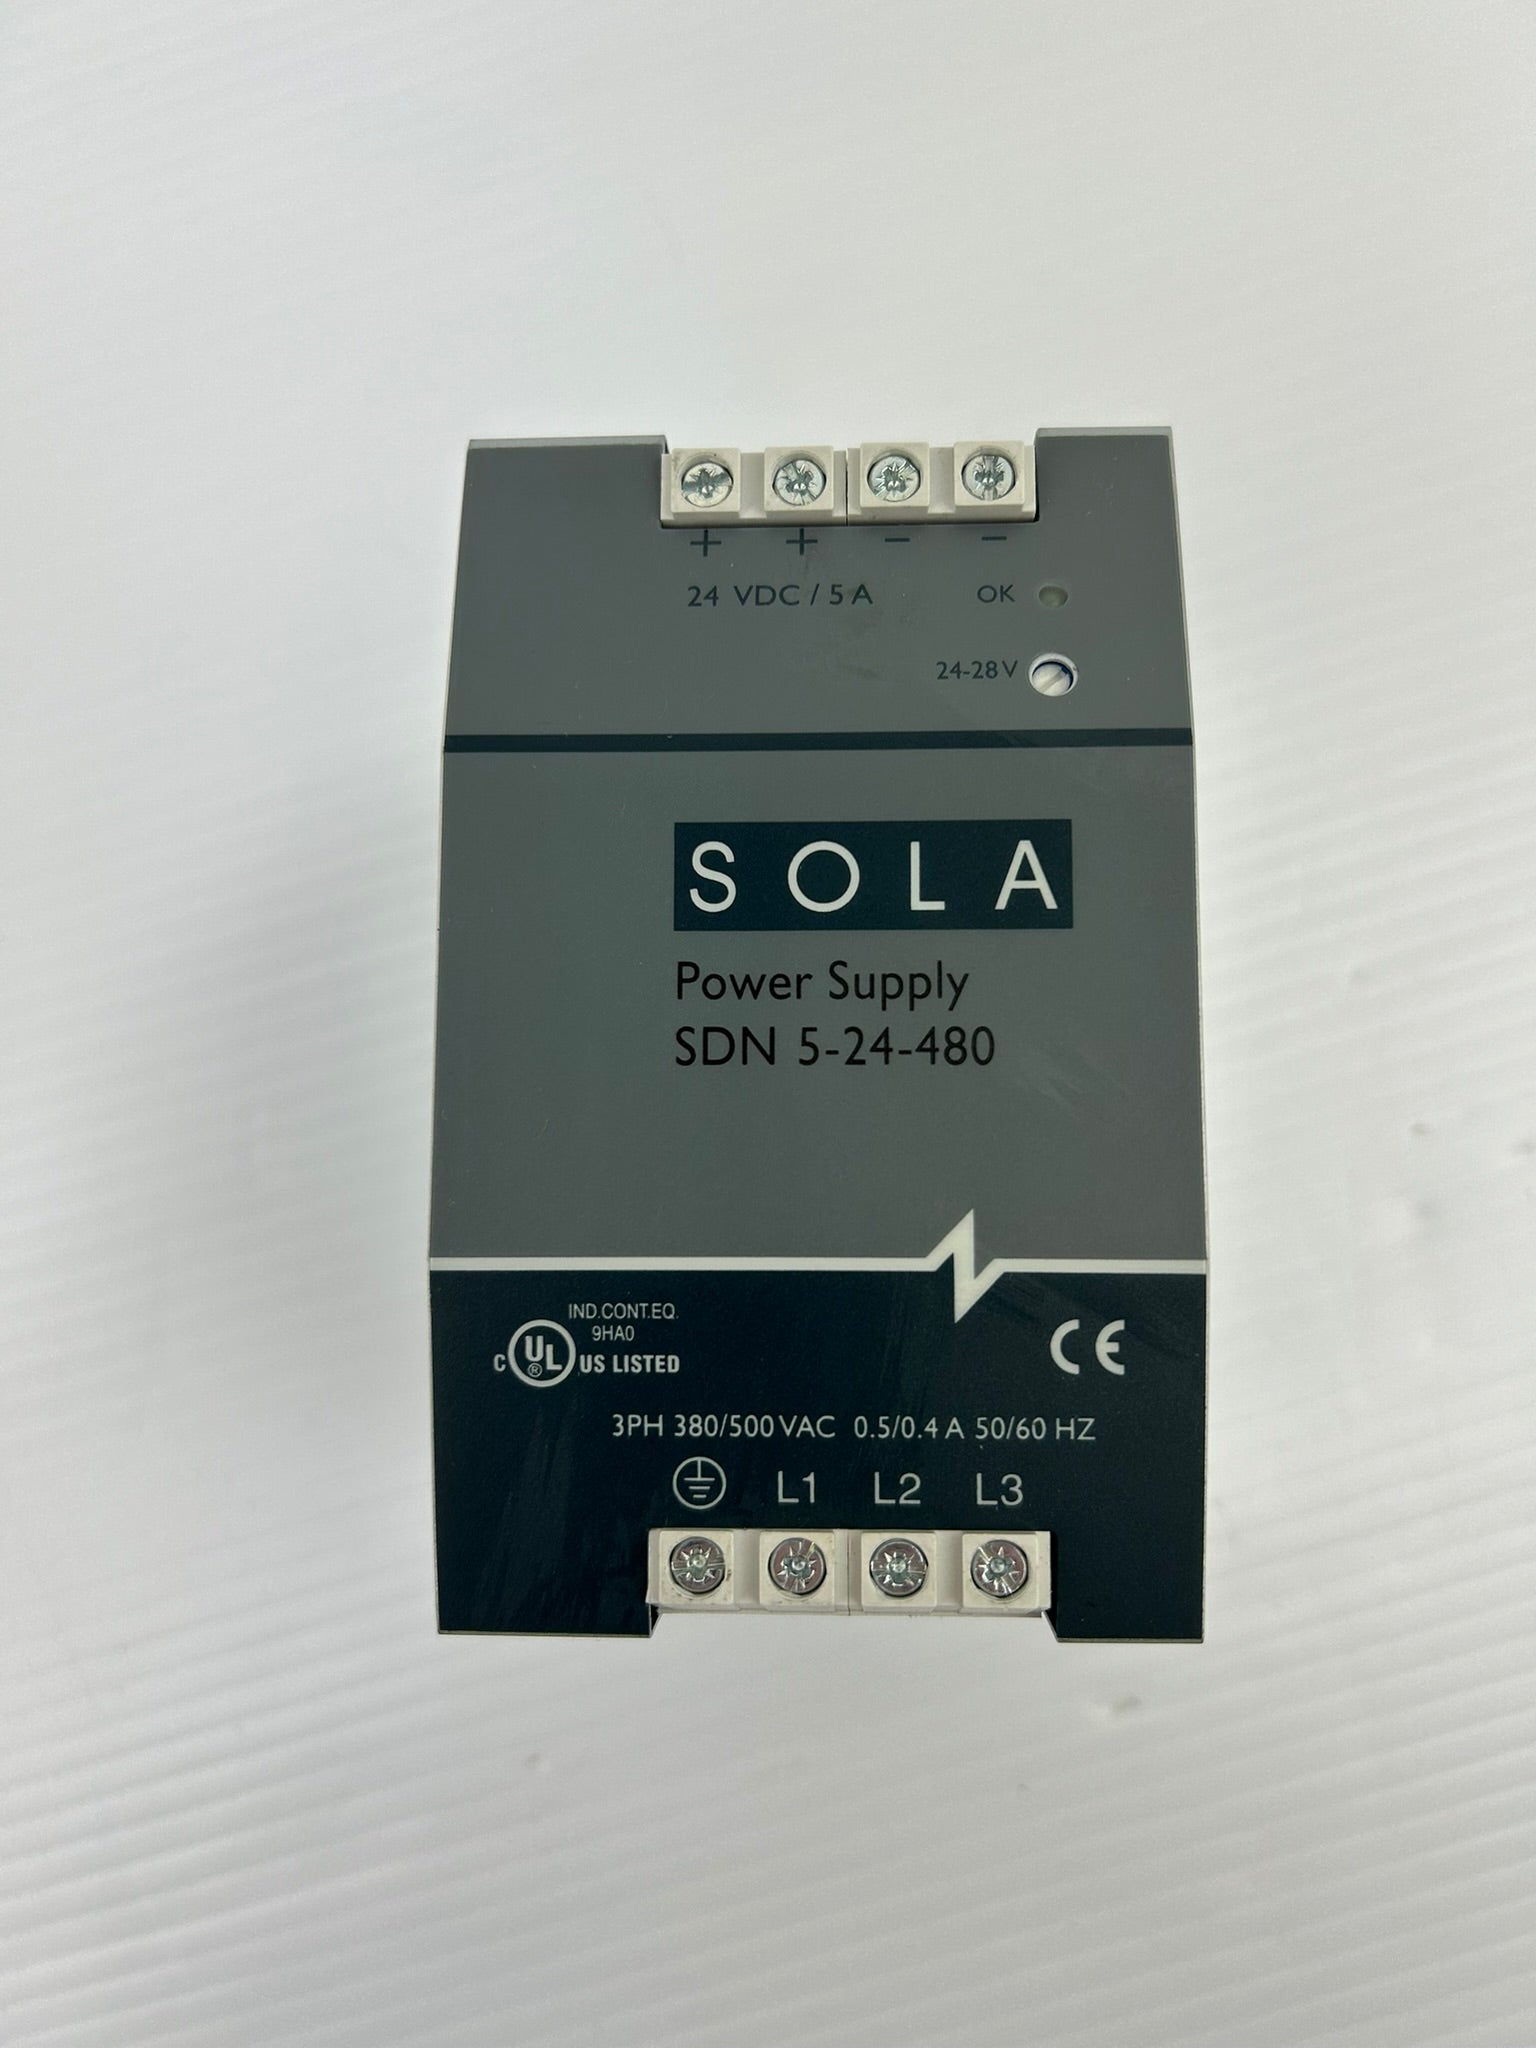 + + - -
24 VDC / 5 A OK
24-28 V
SOLA
Power Supply
SDN 5-24-480
IND.CONT.EQ.
9HA0
C UL ® US LISTED
CE
3PH 380/500 VAC 0.5/0.4 A 50/60 HZ
L1 L2 L3